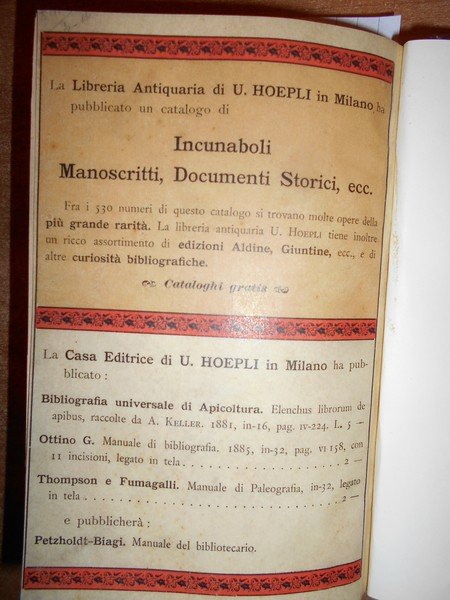 La Libreria Antiquaria di U. HOEPLI in Milano ha
pubblicato un catalogo di
Incunaboli
Manoscritti, Documenti Storici, ecc.
Fra i 530 numeri di questo catalogo si trovano molte opere della
più grande rarità. La libreria antiquaria U. HOEPLI tiene inoltre
un ricco assortimento di edizioni Aldine, Giuntine, ecc., e di
altre curiosità bibliografiche.
Cataloghi gratis
La Casa Editrice di U. HOEPLI in Milano ha pub-
blicato :
Bibliografia universale di Apicoltura. Elenchus librorum de
apibus, raccolte da A. KELLER. 1881, in-16, pag. IV-224. L. 5 —
Ottino G. Manuale di bibliografia. 1885, in-32, pag. VI 158, con
11 incisioni, legato in tela . . . . . . . . . . . . . . . . . . . 2 —
Thompson e Fumagalli. Manuale di Paleografia, in-32, legato
in tela . . . . . . . . . . . . . . . . . . . . . . . . . . . . . . 2 —
e pubblicherà :
Petzholdt-Biagi. Manuale del bibliotecario.